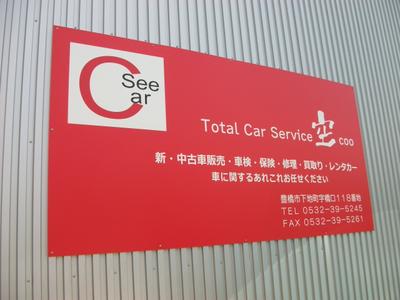 See
Car
Total Car Service 空 coo
新・中古車販売・車検・保険・修理・買取り・レンタカー
車に関するあれこれお任せください
豊橋市下地町字橋口118番地
TEL 0532-39-5245
FAX 0532-39-5261